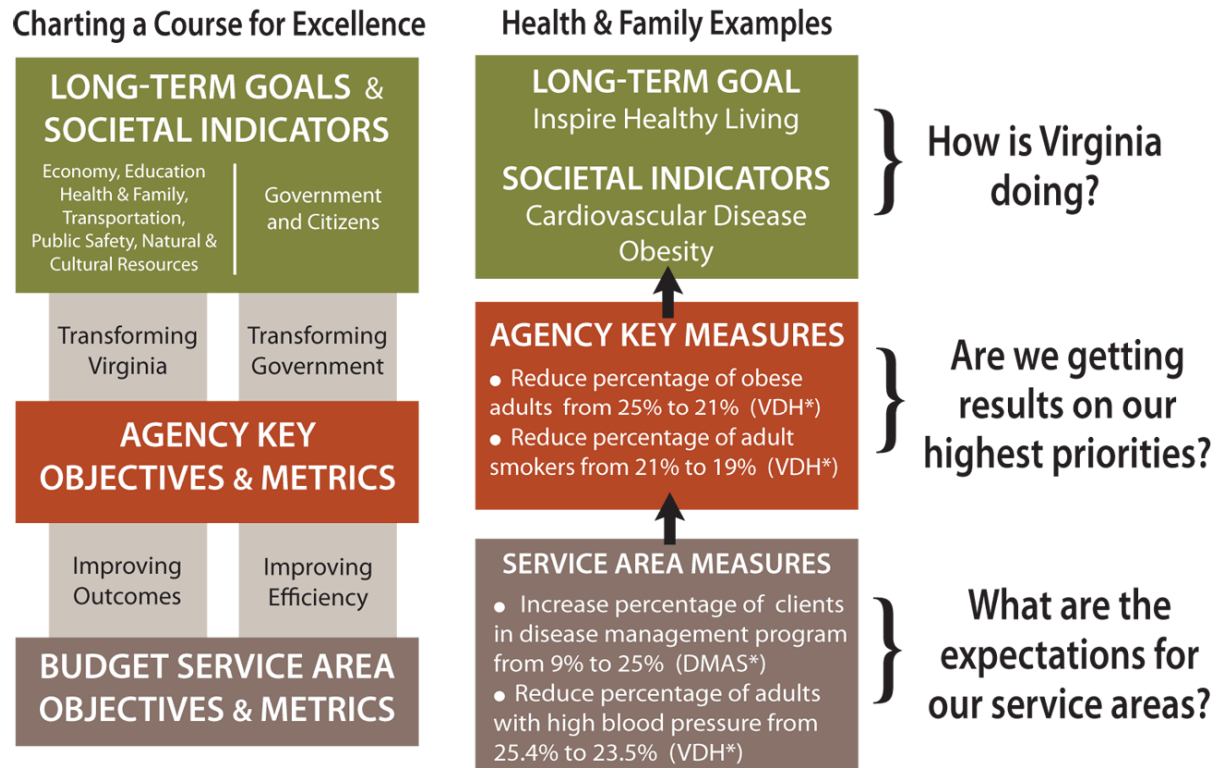 Charting a Course for Excellence
LONG-TERM GOALS &
SOCIETAL INDICATORS
Economy, Education
Health & Family,
Transportation,
Public Safety, Natural &
Cultural Resources
Government
and Citizens
Transforming
Virginia
Transforming
Government
AGENCY KEY
OBJECTIVES & METRICS
Improving
Outcomes
Improving
Efficiency
BUDGET SERVICE AREA
OBJECTIVES & METRICS
Health & Family Examples
LONG-TERM GOAL
Inspire Healthy Living
SOCIETAL INDICATORS
Cardiovascular Disease
Obesity
How is Virginia
doing?
AGENCY KEY MEASURES
• Reduce percentage of obese
adults from 25% to 21% (VDH*)
• Reduce percentage of adult
smokers from 21% to 19% (VDH*)
Are we getting
results on our
highest priorities?
SERVICE AREA MEASURES
• Increase percentage of clients
in disease management program
from 9% to 25% (DMAS*)
• Reduce percentage of adults
with high blood pressure from
25.4% to 23.5% (VDH*)
What are the
expectations for
our service areas?